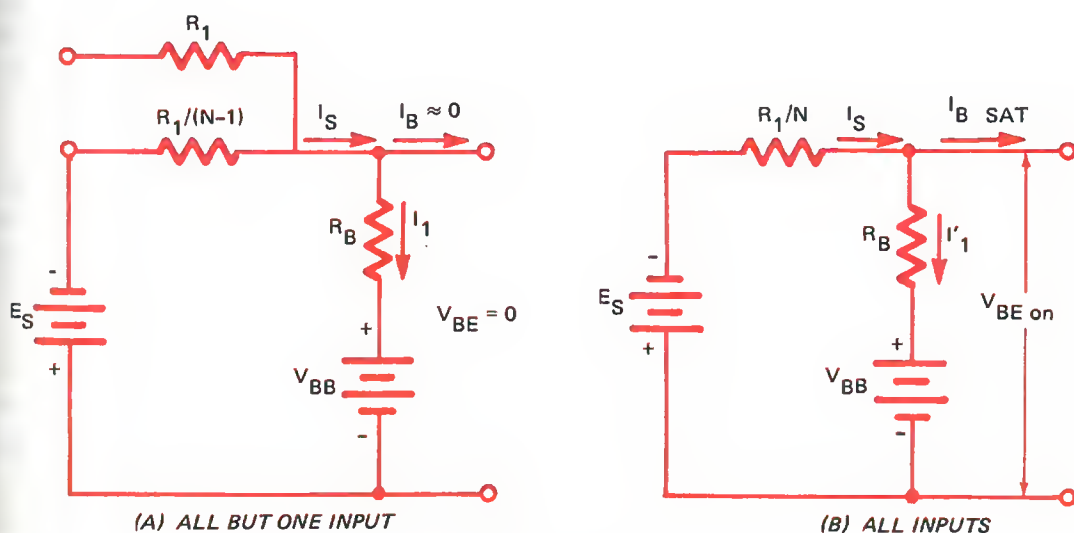 R1
R1/(N-1)
IS
IB ≈ 0
RB
I1
-
ES
+
+
VBB
-
VBE = 0
(A) ALL BUT ONE INPUT
R1/N
IS
IB SAT
RB
I'1
-
ES
+
+
VBB
-
VBE on
(B) ALL INPUTS